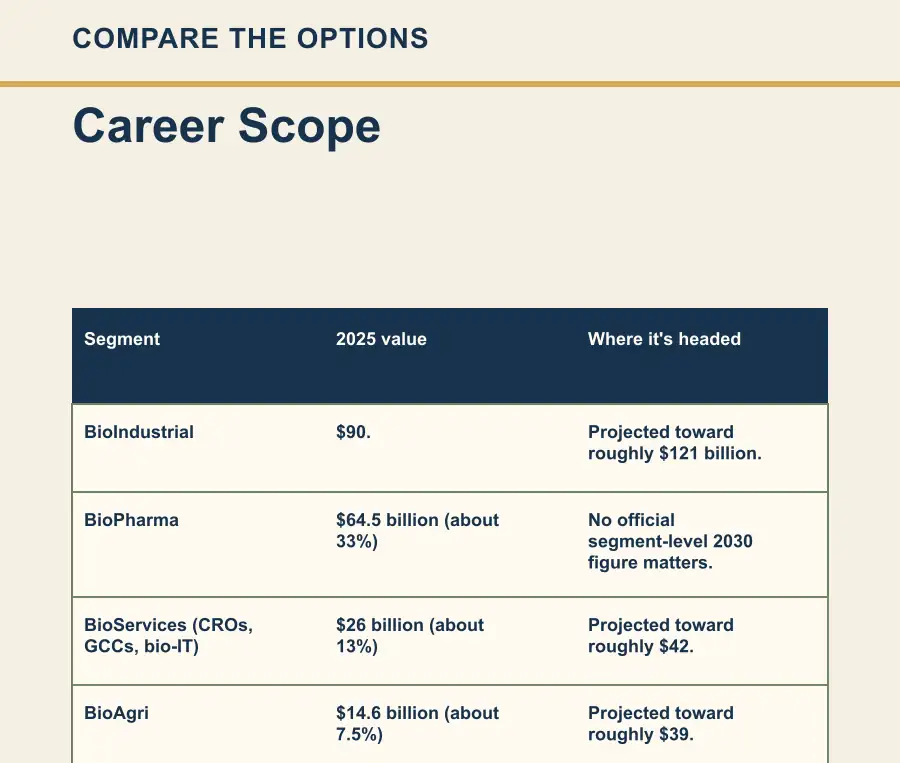 COMPARE THE OPTIONS
Career Scope
Segment
2025 value
Where it's headed
BioIndustrial
$90.
Projected toward
roughly $121 billion.
BioPharma
$64.5 billion (about
33%)
No official
segment-level 2030
figure matters.
BioServices (CROs,
GCCs, bio-IT)
$26 billion (about
13%)
Projected toward
roughly $42.
BioAgri
$14.6 billion (about
7.5%)
Projected toward
roughly $39.